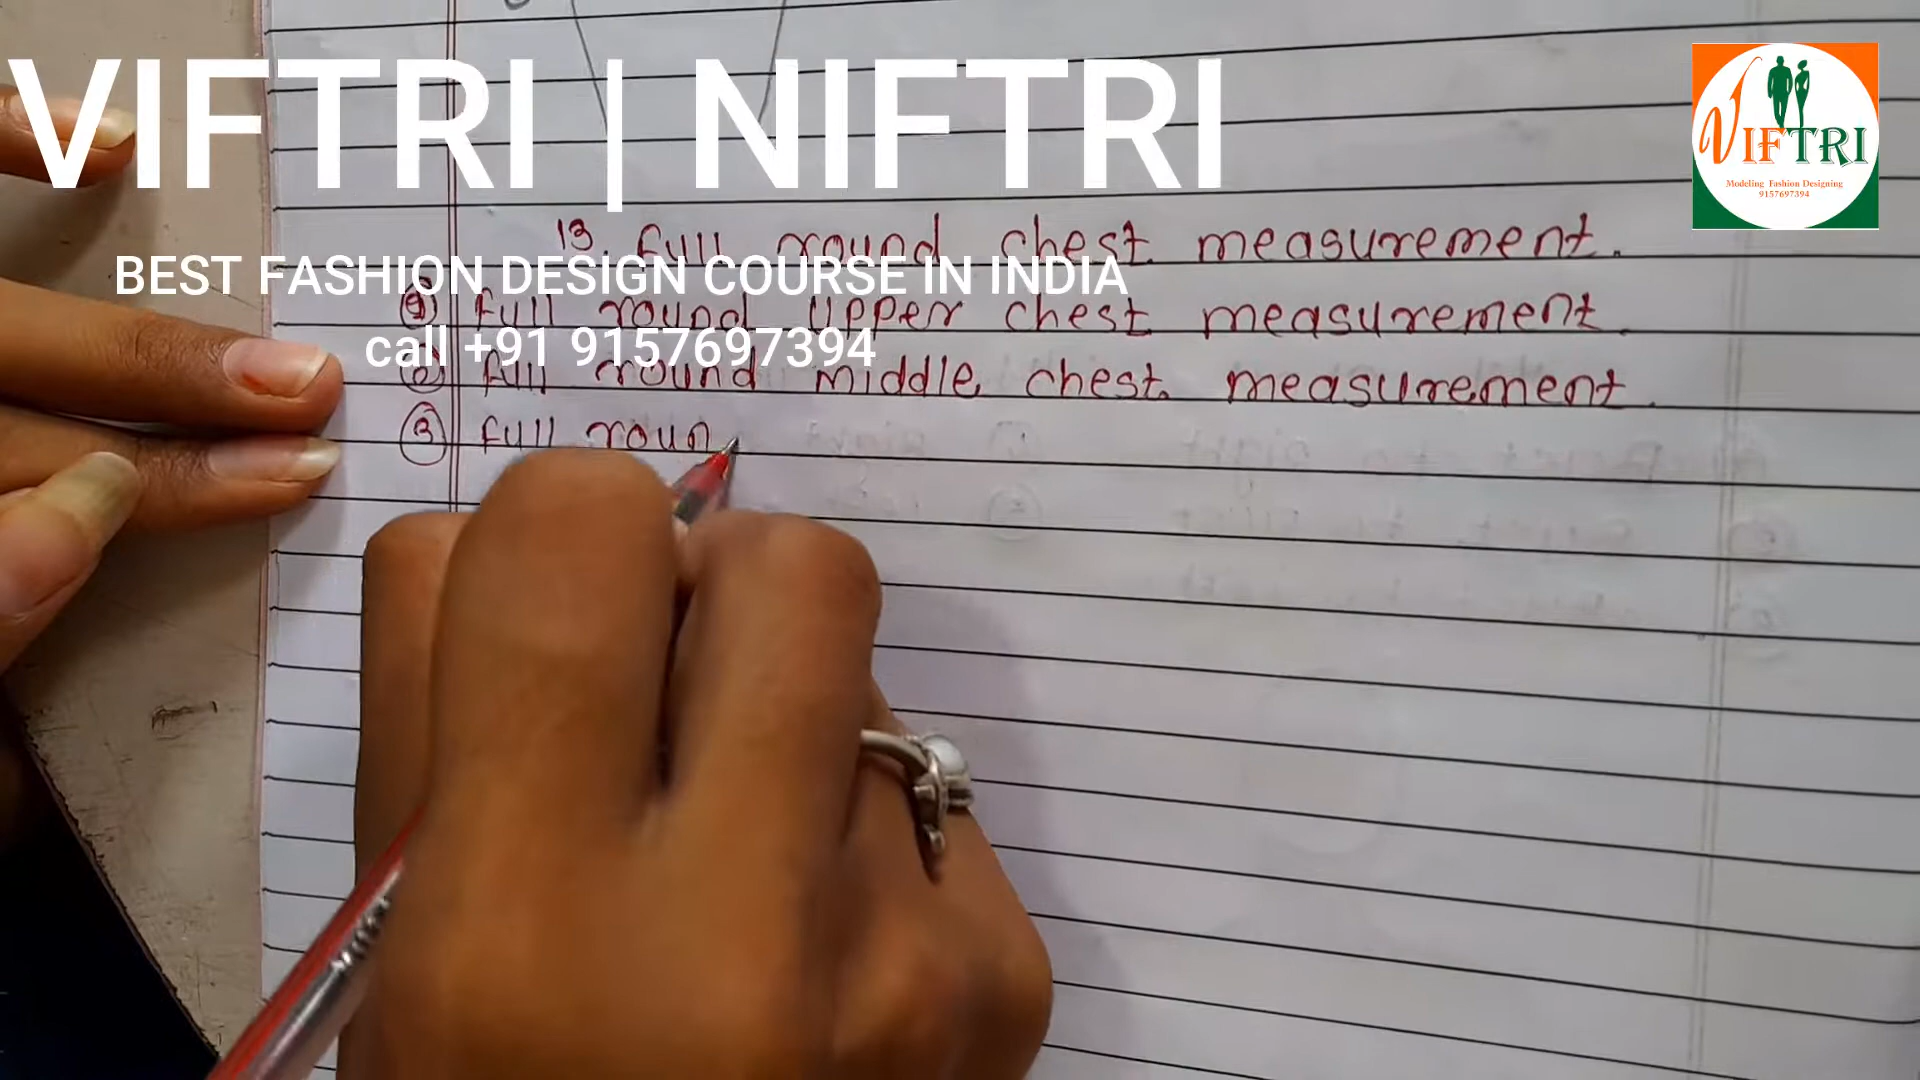 VIFTRI | NIFTRI
VIFTRI
Modeling Fashion Designing
9157697394
13. full round chest measurement.
BEST FASHION DESIGN COURSE IN INDIA
① full round Upper chest measurement.
call +91 9157697394
② full round middle chest measurement.
③ full roun